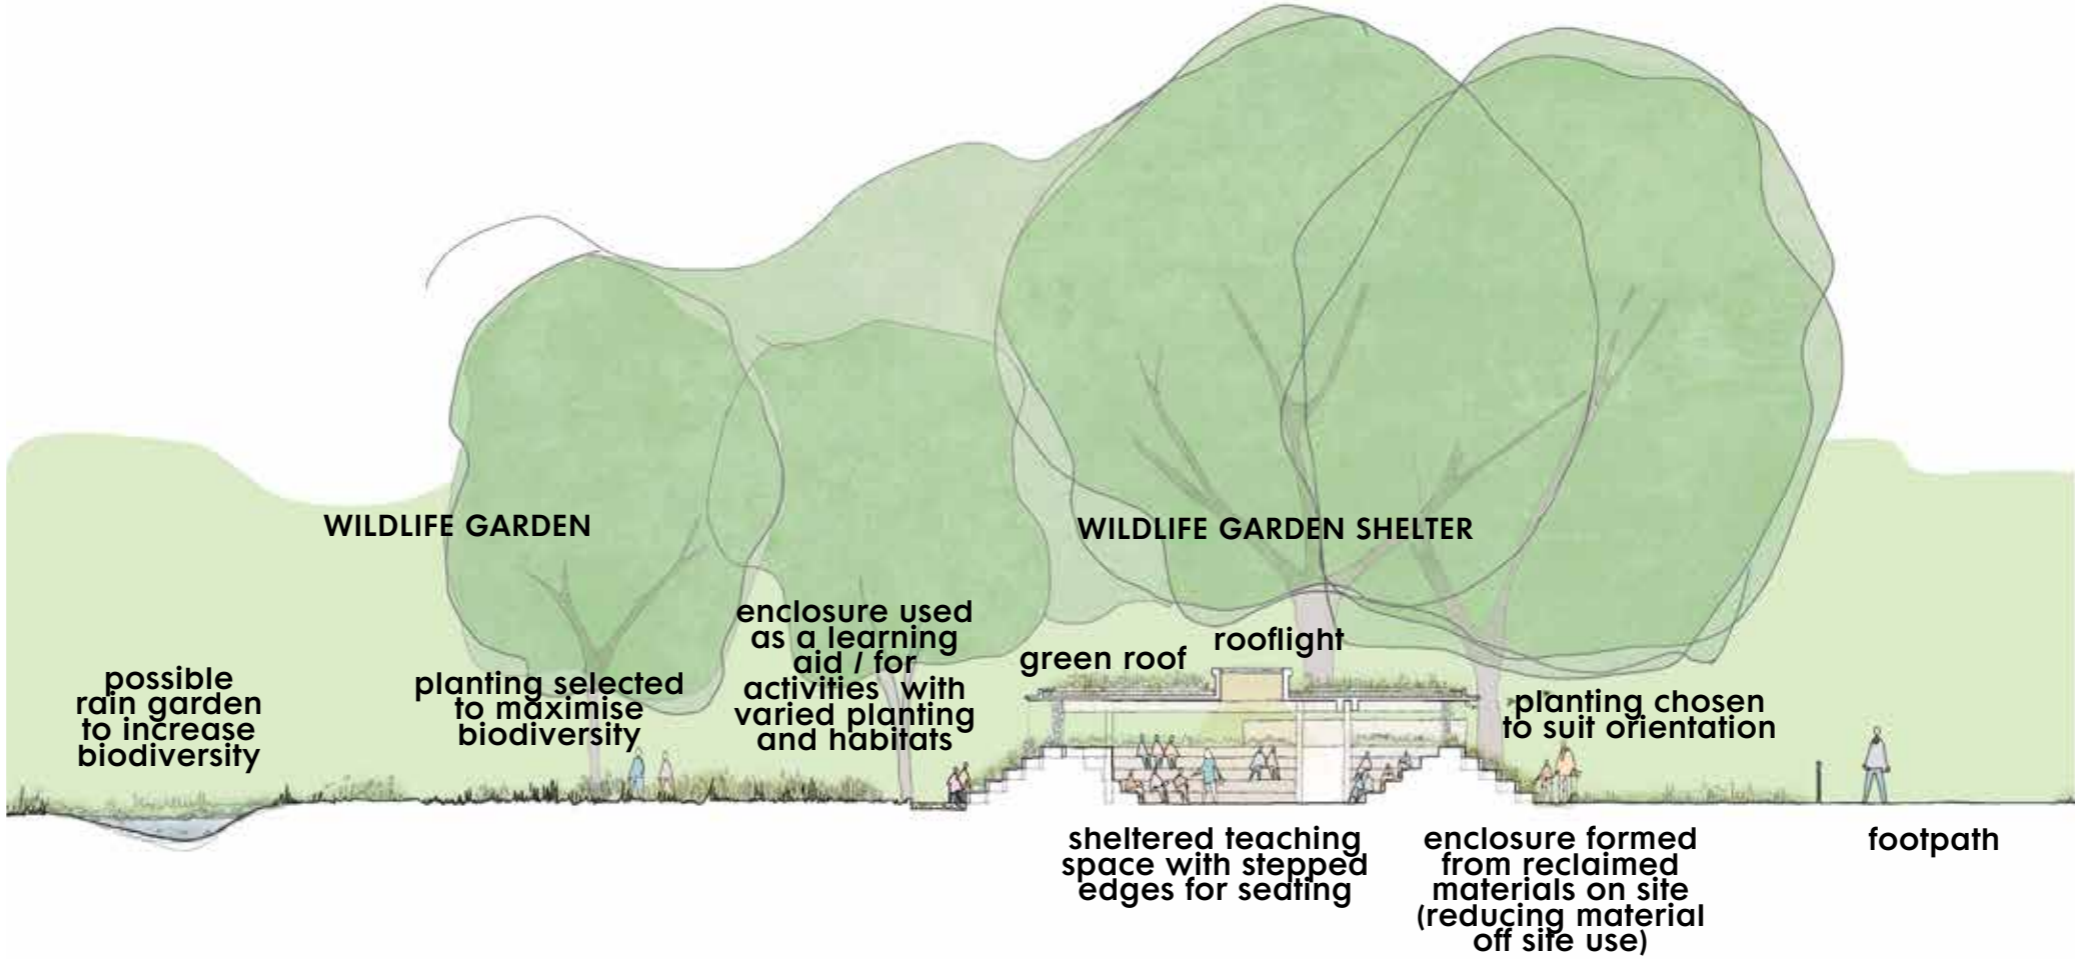 WILDLIFE GARDEN
WILDLIFE GARDEN SHELTER
possible
rain garden
to increase
biodiversity
planting selected
to maximise
biodiversity
enclosure used
as a learning
aid / for
activities with
varied planting
and habitats
green roof
rooflight
planting chosen
to suit orientation
sheltered teaching
space with stepped
edges for seating
enclosure formed
from reclaimed
materials on site
(reducing material
off site use)
footpath